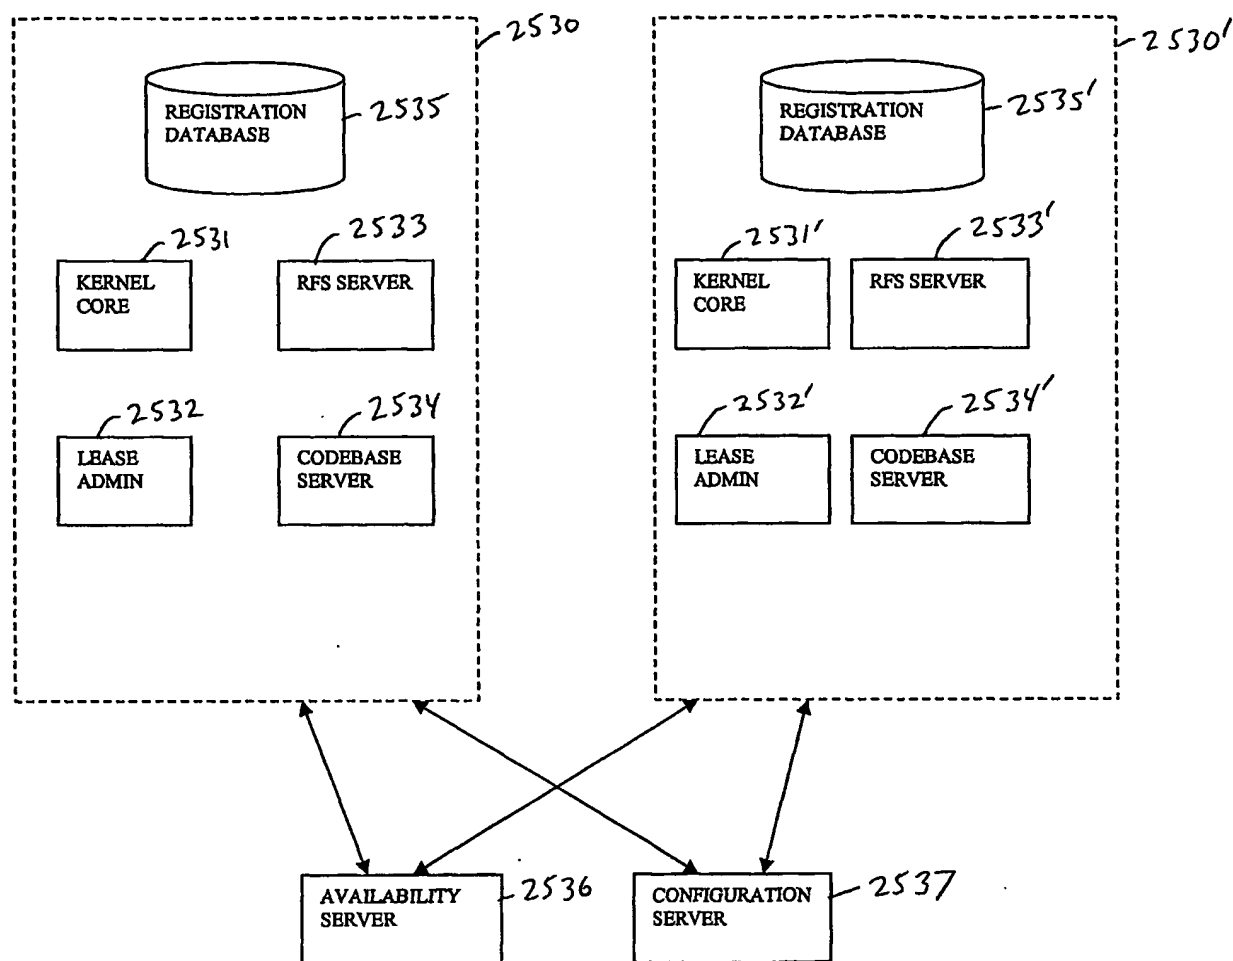 2530
REGISTRATION
DATABASE
2535
2531
KERNEL
CORE
2533
RFS SERVER
2532
LEASE
ADMIN
2534
CODEBASE
SERVER
2530'
REGISTRATION
DATABASE
2535'
2531'
KERNEL
CORE
2533'
RFS SERVER
2532'
LEASE
ADMIN
2534'
CODEBASE
SERVER
AVAILABILITY
SERVER
2536
CONFIGURATION
SERVER
2537